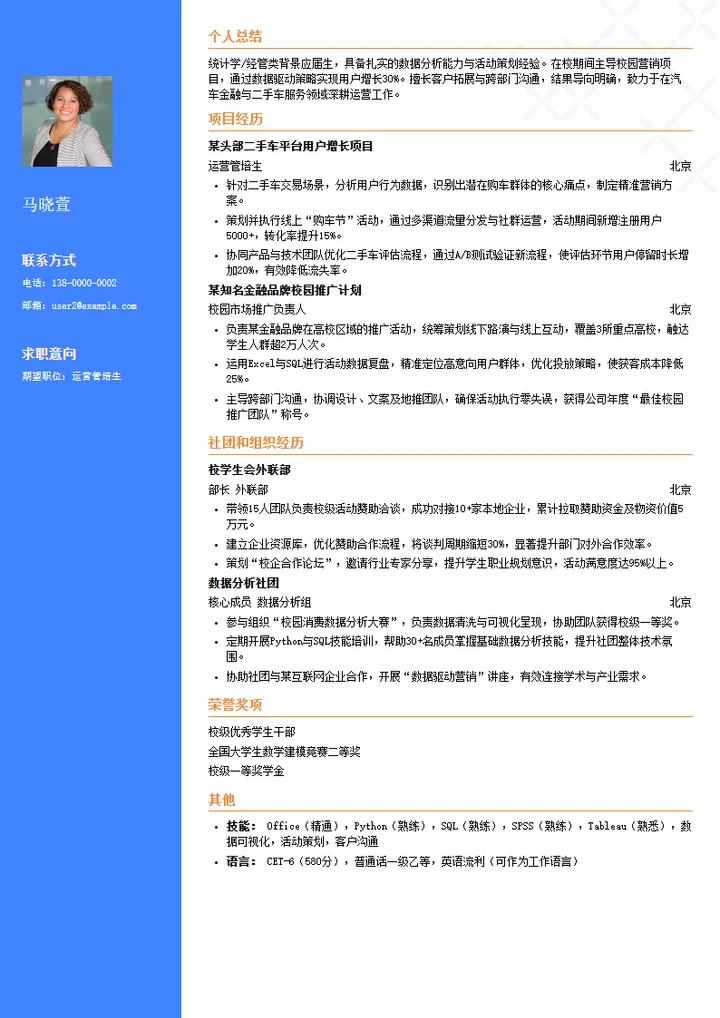 马晓萱
联系方式
电话：138-0000-0002
邮箱：user2@example.com
求职意向
期望职位：运营管培生
个人总结
统计学/经管类背景应届生，具备扎实的数据分析能力与活动策划经验。在校期间主导校园营销项
目，通过数据驱动策略实现用户增长30%。擅长客户拓展与跨部门沟通，结果导向明确，致力于在汽
车金融与二手车服务领域深耕运营工作。
项目经历
某头部二手车平台用户增长项目
运营管培生 北京
• 针对二手车交易场景，分析用户行为数据，识别出潜在购车群体的核心痛点，制定精准营销方
案。
• 策划并执行线上“购车节”活动，通过多渠道流量分发与社群运营，活动期间新增注册用户
5000+，转化率提升15%。
• 协同产品与技术团队优化二手车评估流程，通过A/B测试验证新流程，使评估环节用户停留时长增
加20%，有效降低流失率。
某知名金融品牌校园推广计划
校园市场推广负责人 北京
• 负责某金融品牌在高校区域的推广活动，统筹策划线下路演与线上互动，覆盖3所重点高校，触达
学生人群超2万人次。
• 运用Excel与SQL进行活动数据复盘，精准定位高意向用户群体，优化投放策略，使获客成本降低
25%。
• 主导跨部门沟通，协调设计、文案及地推团队，确保活动执行零失误，获得公司年度“最佳校园
推广团队”称号。
社团和组织经历
校学生会外联部
部长 外联部 北京
• 带领15人团队负责校级活动赞助洽谈，成功对接10+家本地企业，累计拉取赞助资金及物资价值5
万元。
• 建立企业资源库，优化赞助合作流程，将谈判周期缩短30%，显著提升部门对外合作效率。
• 策划“校企合作论坛”，邀请行业专家分享，提升学生职业规划意识，活动满意度达95%以上。
数据分析社团
核心成员 数据分析组 北京
• 参与组织“校园消费数据分析大赛”，负责数据清洗与可视化呈现，协助团队获得校级一等奖。
• 定期开展Python与SQL技能培训，帮助30+名成员掌握基础数据分析技能，提升社团整体技术氛
围。
• 协助社团与某互联网企业合作，开展“数据驱动营销”讲座，有效连接学术与产业需求。
荣誉奖项
校级优秀学生干部
全国大学生数学建模竞赛二等奖
校级一等奖学金
其他
• 技能： Office（精通），Python（熟练），SQL（熟练），SPSS（熟练），Tableau（熟悉），数
据可视化，活动策划，客户沟通
• 语言： CET-6（580分），普通话一级乙等，英语流利（可作为工作语言）